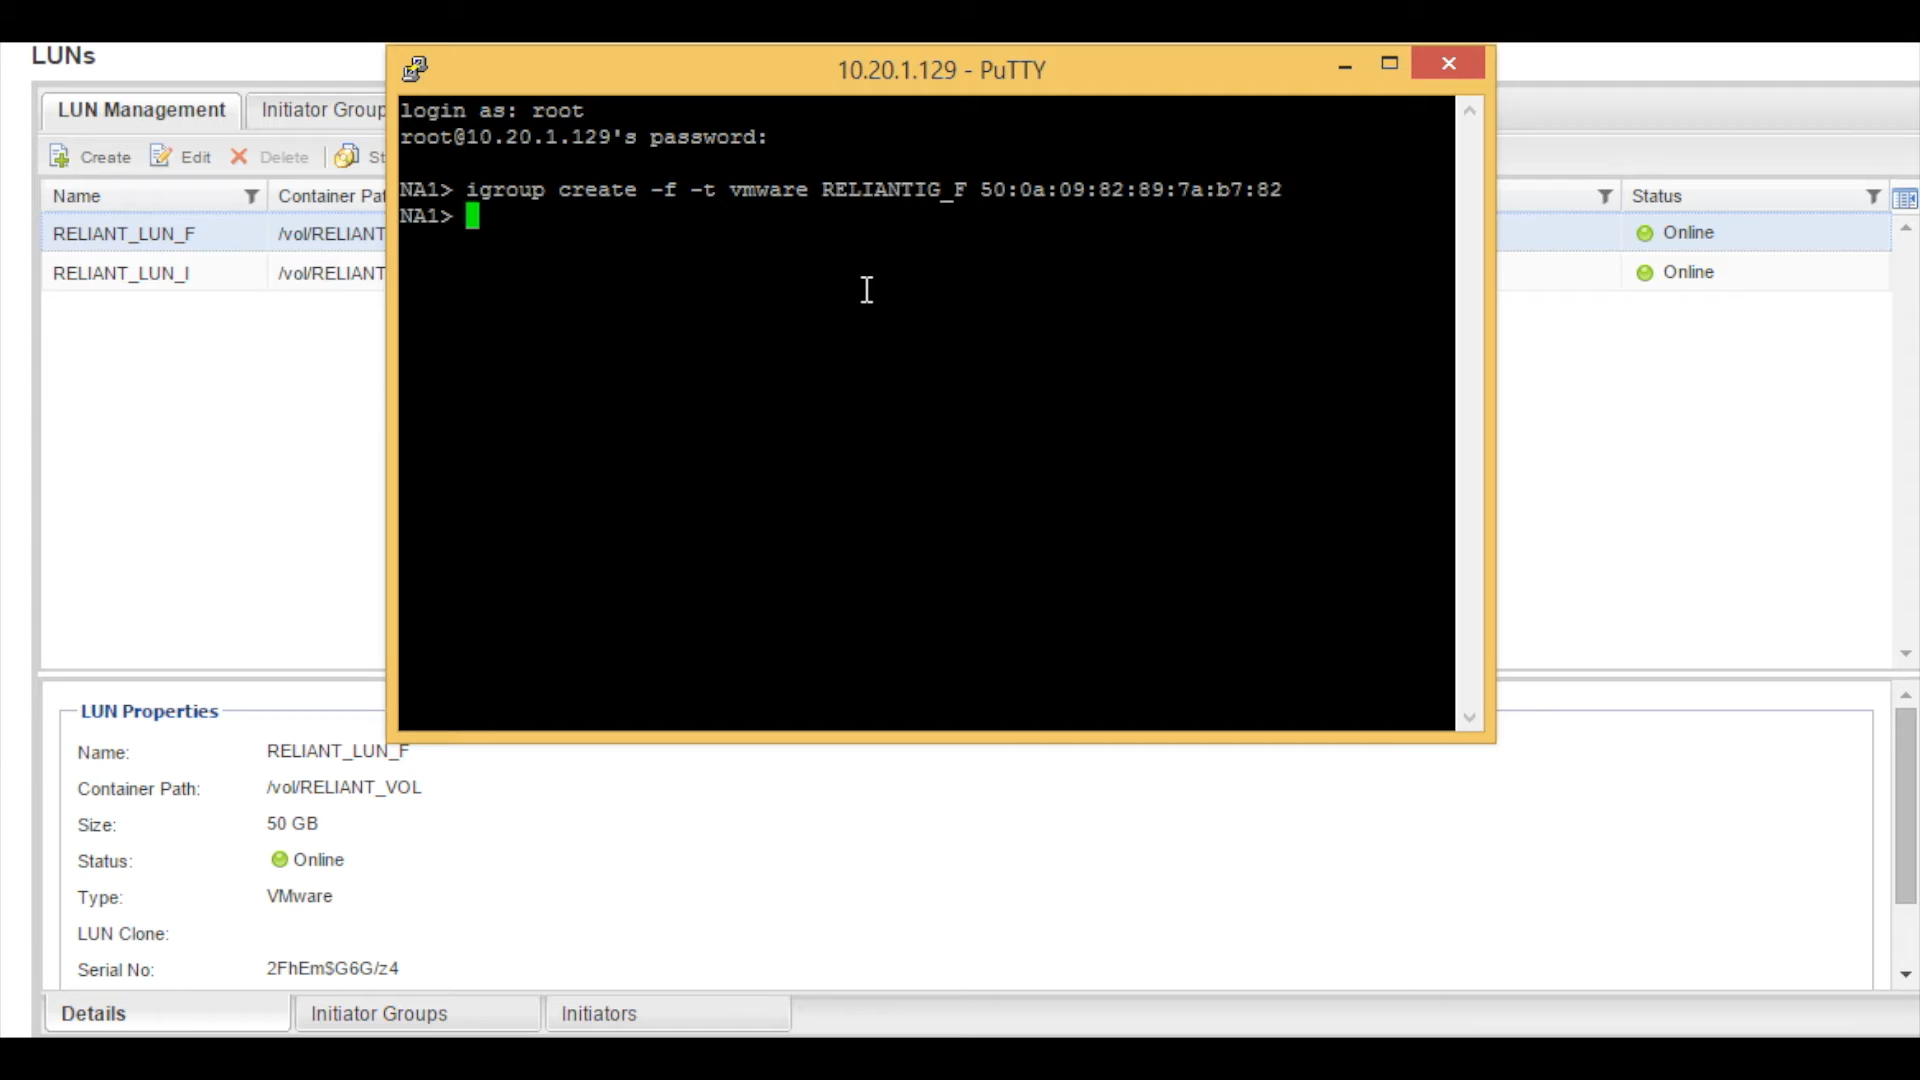 LUNs
10.20.1.129 - PuTTY
LUN Management
Initiator Group
Create
Edit
Delete
St
Name
Container Pat
Status
RELIANT_LUN_F
/vol/RELIANT
Online
RELIANT_LUN_I
/vol/RELIANT
Online
login as: root
root@10.20.1.129's password:
NA1> igroup create -f -t vmware RELIANTIG_F 50:0a:09:82:89:7a:b7:82
NA1>
LUN Properties
Name: RELIANT_LUN_F
Container Path: /vol/RELIANT_VOL
Size: 50 GB
Status: Online
Type: VMware
LUN Clone:
Serial No: 2FhEm$G6G/z4
Details
Initiator Groups
Initiators